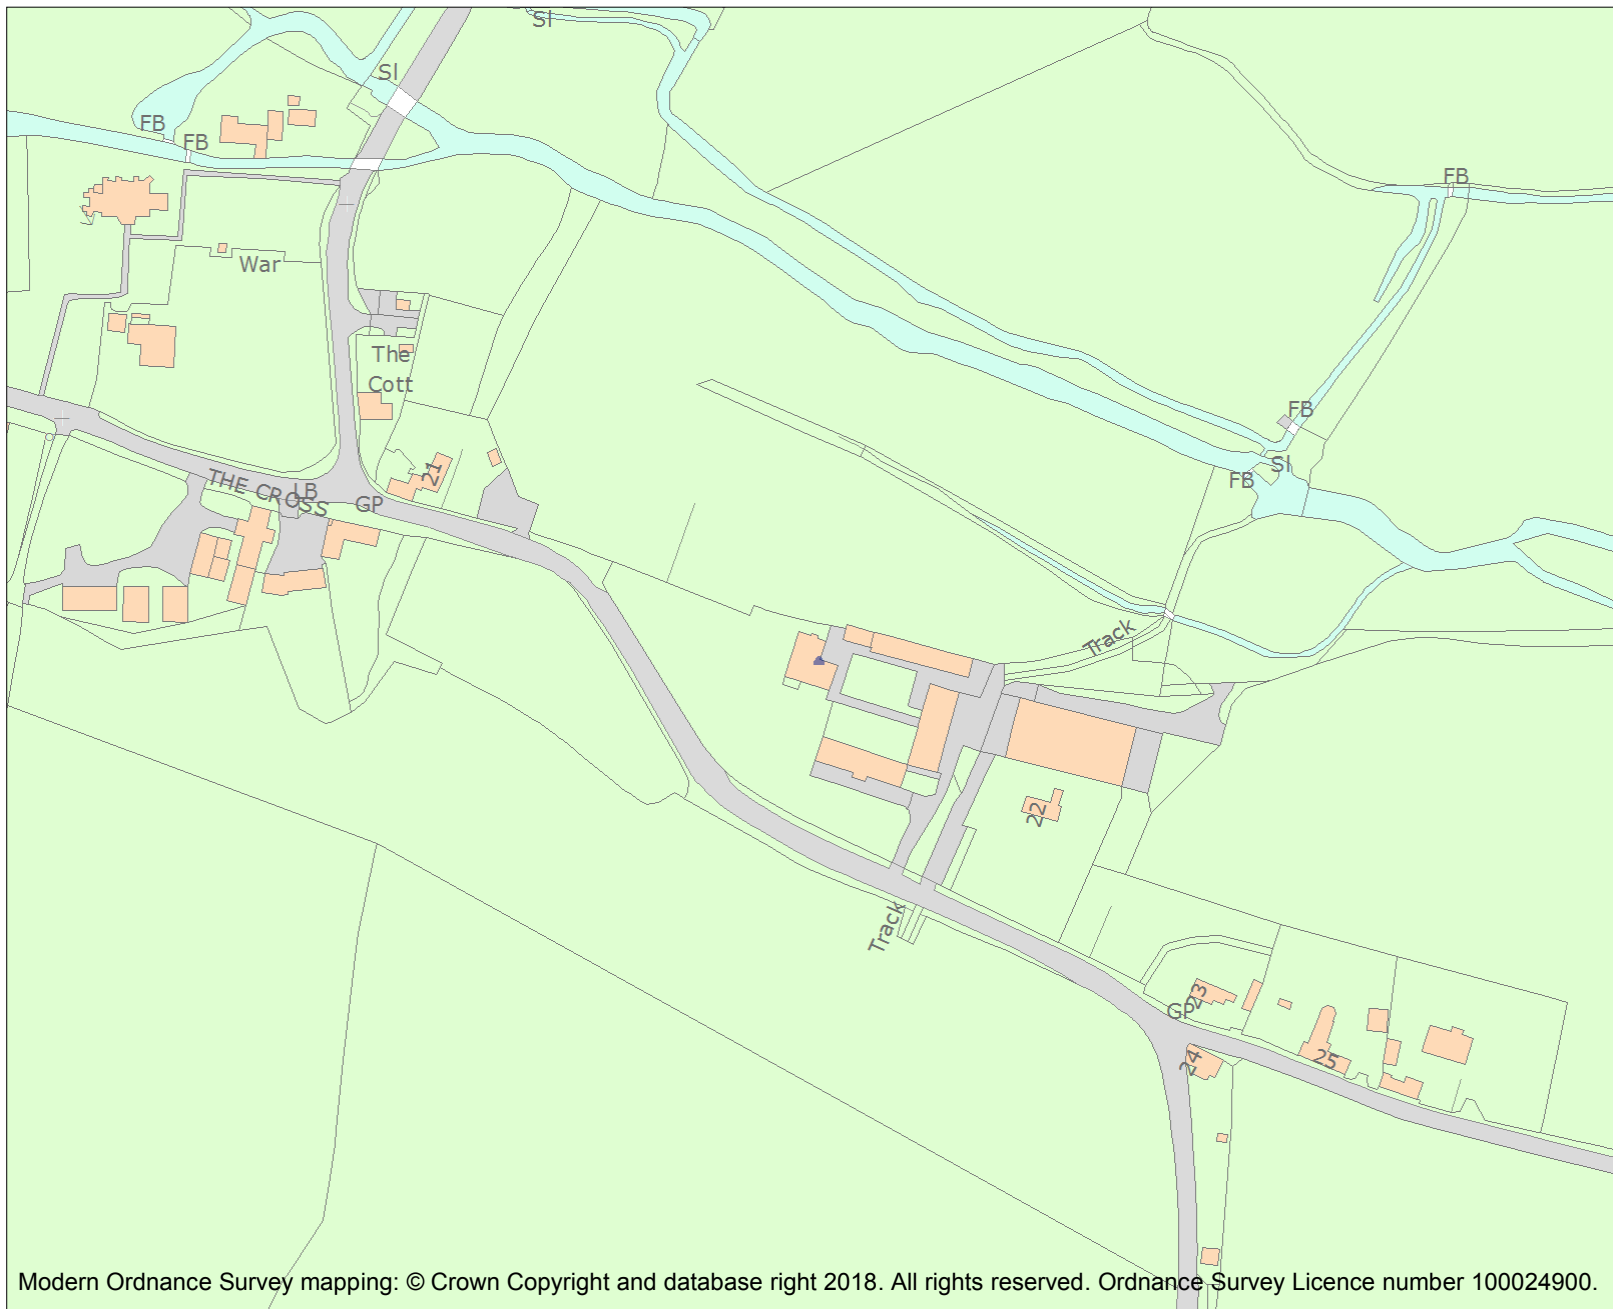 Sl
Sl
FB
FB
FB
War
The
Cott
FB
21
THE CROSS
LB
GP
Sl
FB
Track
22
Track
23
GP
24
25
Modern Ordnance Survey mapping: © Crown Copyright and database right 2018. All rights reserved. Ordnance Survey Licence number 100024900.